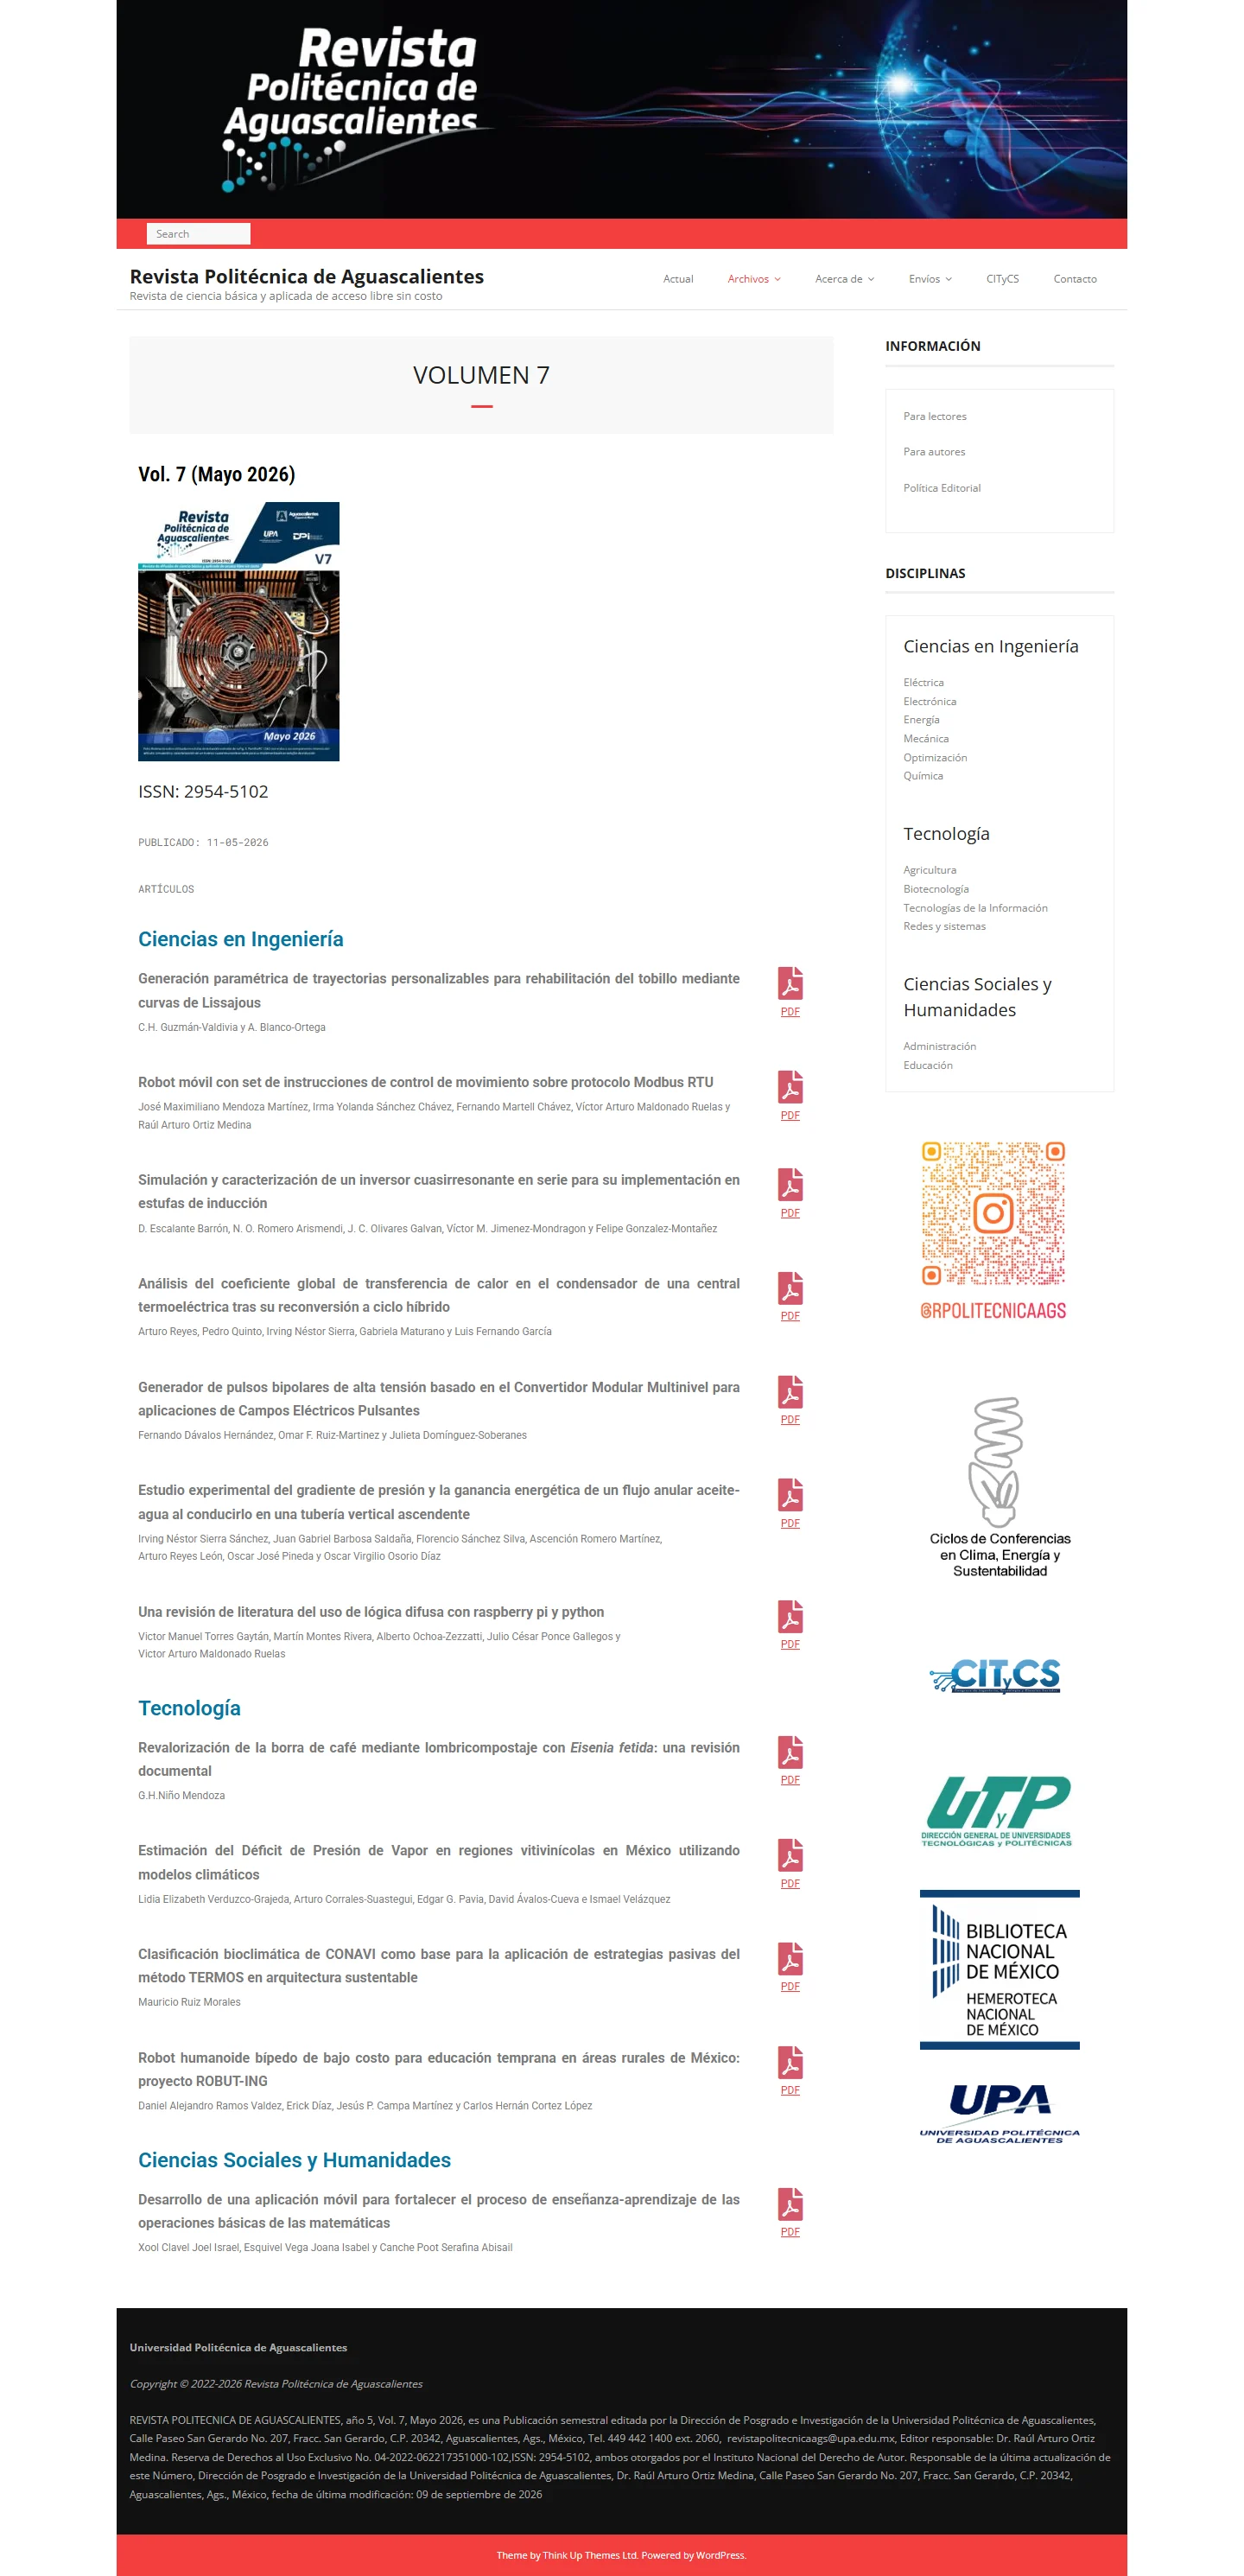 Revista
Politécnica de
Aguascalientes
Search
Revista Politécnica de Aguascalientes
Revista de ciencia básica y aplicada de acceso libre sin costo
Actual
Archivos
Acerca de
Envíos
CITyCS
Contacto
VOLUMEN 7
Vol. 7 (Mayo 2026)
Revista
Politécnica de
Aguascalientes
Aguascalientes
UPA
DPi
V7
Mayo 2026
ISSN: 2954-5102
PUBLICADO: 11-05-2026
ARTÍCULOS
Ciencias en Ingeniería
Generación paramétrica de trayectorias personalizables para rehabilitación del tobillo mediante
curvas de Lissajous
C.H. Guzmán-Valdivia y A. Blanco-Ortega
PDF
Robot móvil con set de instrucciones de control de movimiento sobre protocolo Modbus RTU
José Maximiliano Mendoza Martínez, Irma Yolanda Sánchez Chávez, Fernando Martell Chávez, Víctor Arturo Maldonado Ruelas y
Raúl Arturo Ortiz Medina
PDF
Simulación y caracterización de un inversor cuasirresonante en serie para su implementación en
estufas de inducción
D. Escalante Barrón, N. O. Romero Arismendi, J. C. Olivares Galvan, Víctor M. Jimenez-Mondragon y Felipe Gonzalez-Montañez
PDF
Análisis del coeficiente global de transferencia de calor en el condensador de una central
termoeléctrica tras su reconversión a ciclo híbrido
Arturo Reyes, Pedro Quinto, Irving Néstor Sierra, Gabriela Maturano y Luis Fernando García
PDF
Generador de pulsos bipolares de alta tensión basado en el Convertidor Modular Multinivel para
aplicaciones de Campos Eléctricos Pulsantes
Fernando Dávalos Hernández, Omar F. Ruiz-Martinez y Julieta Domínguez-Soberanes
PDF
Estudio experimental del gradiente de presión y la ganancia energética de un flujo anular aceite-
agua al conducirlo en una tubería vertical ascendente
Irving Néstor Sierra Sánchez, Juan Gabriel Barbosa Saldaña, Florencio Sánchez Silva, Ascención Romero Martínez,
Arturo Reyes León, Oscar José Pineda y Oscar Virgilio Osorio Díaz
PDF
Una revisión de literatura del uso de lógica difusa con raspberry pi y python
Victor Manuel Torres Gaytán, Martín Montes Rivera, Alberto Ochoa-Zezzatti, Julio César Ponce Gallegos y
Victor Arturo Maldonado Ruelas
PDF
Tecnología
Revalorización de la borra de café mediante lombricompostaje con Eisenia fetida: una revisión
documental
G.H.Niño Mendoza
PDF
Estimación del Déficit de Presión de Vapor en regiones vitivinícolas en México utilizando
modelos climáticos
Lidia Elizabeth Verduzco-Grajeda, Arturo Corrales-Suastegui, Edgar G. Pavia, David Ávalos-Cueva e Ismael Velázquez
PDF
Clasificación bioclimática de CONAVI como base para la aplicación de estrategias pasivas del
método TERMOS en arquitectura sustentable
Mauricio Ruiz Morales
PDF
Robot humanoide bípedo de bajo costo para educación temprana en áreas rurales de México:
proyecto ROBUT-ING
Daniel Alejandro Ramos Valdez, Erick Díaz, Jesús P. Campa Martínez y Carlos Hernán Cortez López
PDF
Ciencias Sociales y Humanidades
Desarrollo de una aplicación móvil para fortalecer el proceso de enseñanza-aprendizaje de las
operaciones básicas de las matemáticas
Xool Clavel Joel Israel, Esquivel Vega Joana Isabel y Canche Poot Serafina Abisail
PDF
INFORMACIÓN
Para lectores
Para autores
Política Editorial
DISCIPLINAS
Ciencias en Ingeniería
Eléctrica
Electrónica
Energía
Mecánica
Optimización
Química
Tecnología
Agricultura
Biotecnología
Tecnologías de la Información
Redes y sistemas
Ciencias Sociales y
Humanidades
Administración
Educación
@RPOLITECNICAAGS
Ciclos de Conferencias
en Clima, Energía y
Sustentabilidad
CITyCS
UTyP
DIRECCIÓN GENERAL DE UNIVERSIDADES
TECNOLÓGICAS y POLITÉCNICAS
BIBLIOTECA
NACIONAL
DE MÉXICO
HEMEROTECA
NACIONAL
DE MÉXICO
UPA
UNIVERSIDAD POLITÉCNICA
DE AGUASCALIENTES
Universidad Politécnica de Aguascalientes
Copyright © 2022-2026 Revista Politécnica de Aguascalientes
REVISTA POLITECNICA DE AGUASCALIENTES, año 5, Vol. 7, Mayo 2026, es una Publicación semestral editada por la Dirección de Posgrado e Investigación de la Universidad Politécnica de Aguascalientes,
Calle Paseo San Gerardo No. 207, Fracc. San Gerardo, C.P. 20342, Aguascalientes, Ags., México, Tel. 449 442 1400 ext. 2060, revistapolitecnicaags@upa.edu.mx, Editor responsable: Dr. Raúl Arturo Ortiz
Medina. Reserva de Derechos al Uso Exclusivo No. 04-2022-062217351000-102,ISSN: 2954-5102, ambos otorgados por el Instituto Nacional del Derecho de Autor. Responsable de la última actualización de
este Número, Dirección de Posgrado e Investigación de la Universidad Politécnica de Aguascalientes, Dr. Raúl Arturo Ortiz Medina, Calle Paseo San Gerardo No. 207, Fracc. San Gerardo, C.P. 20342,
Aguascalientes, Ags., México, fecha de última modificación: 09 de septiembre de 2026
Theme by Think Up Themes Ltd. Powered by WordPress.